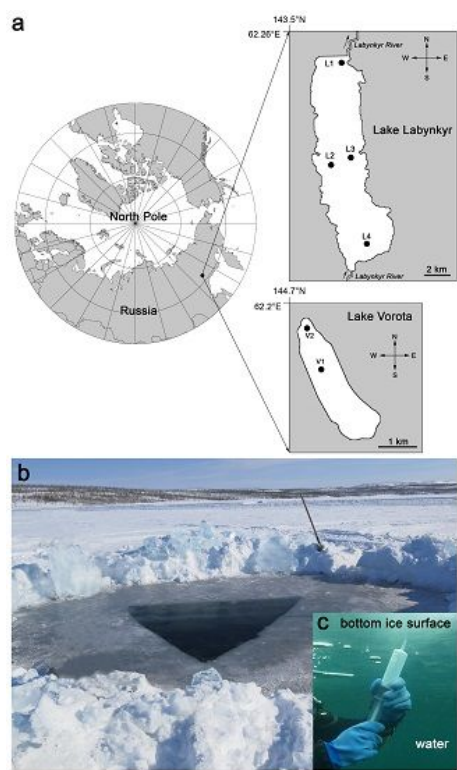 a
143.5°N
62.26°E
Labynkyr River
N
W E
S
L1
Lake Labynkyr
L3
L2
L4
Labynkyr River
2 km
North Pole
Russia
144.7°N
62.2°E
Lake Vorota
V2
N
W E
S
V1
1 km
b
c
bottom ice surface
water